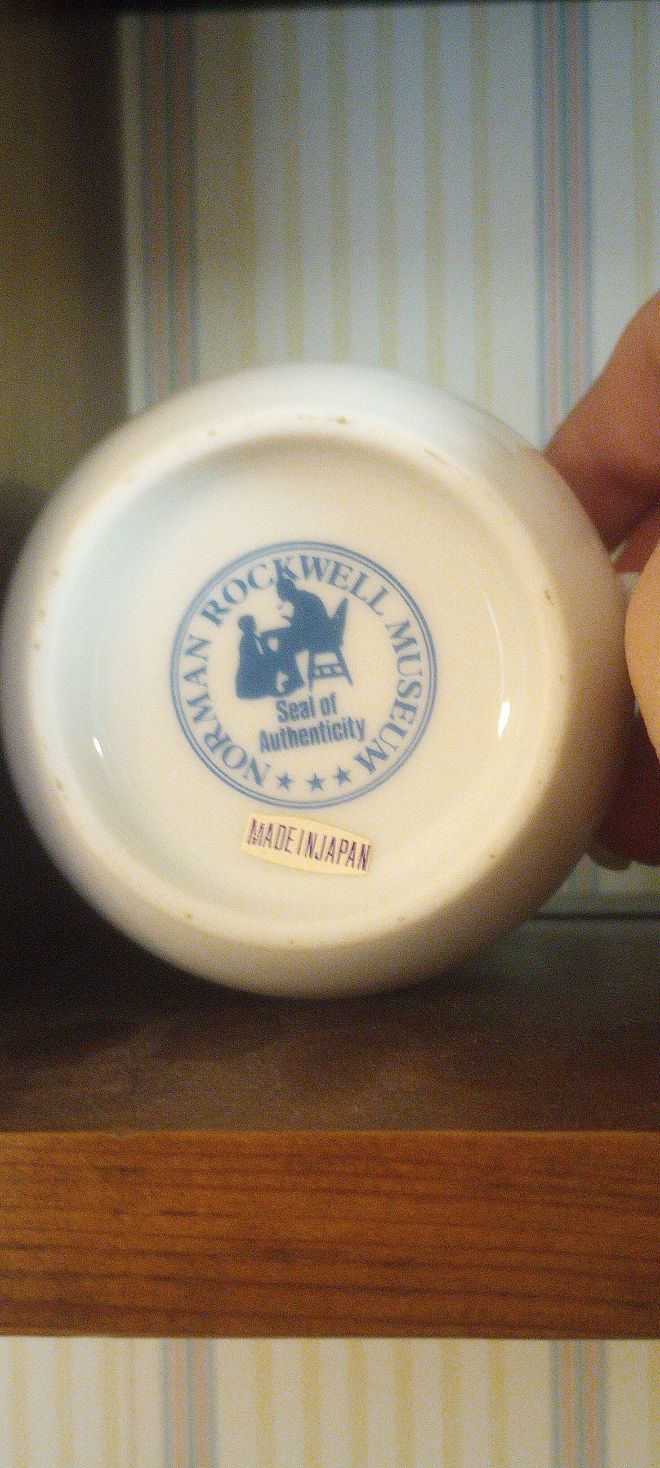 NORMAN ROCKWELL MUSEUM
Seal of
Authenticity
MADE IN JAPAN